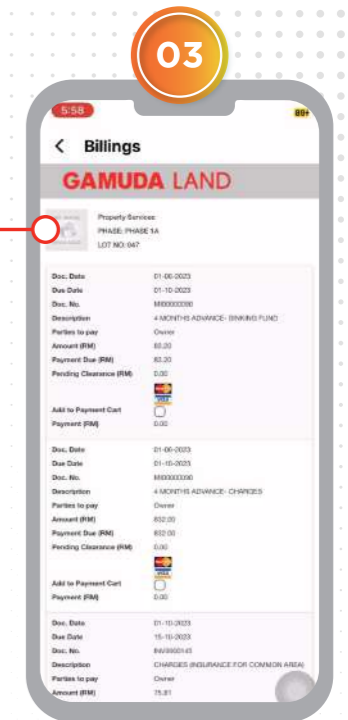 03
5:58
89+
< Billings
GAMUDA LAND
Property Services
PHASE: PHASE 1A
LOT NO: 047
Doc. Date 01-06-2023
Due Date 01-10-2023
Doc. No.
Description 4 MONTHS ADVANCE- SINKING FUND
Parties to pay Owner
Amount (RM) 83.20
Payment Due (RM) 83.20
Pending Clearance (RM) 0.00
VISA
Add to Payment Cart
Payment (RM) 0.00
Doc. Date 01-06-2023
Due Date 01-10-2023
Doc. No.
Description 4 MONTHS ADVANCE- CHARGES
Parties to pay Owner
Amount (RM) 832.00
Payment Due (RM) 832.00
Pending Clearance (RM) 0.00
VISA
Add to Payment Cart
Payment (RM) 0.00
Doc. Date 01-10-2023
Due Date 15-10-2023
Doc. No.
Description CHARGES (INSURANCE FOR COMMON AREA)
Parties to pay Owner
Amount (RM) 75.81